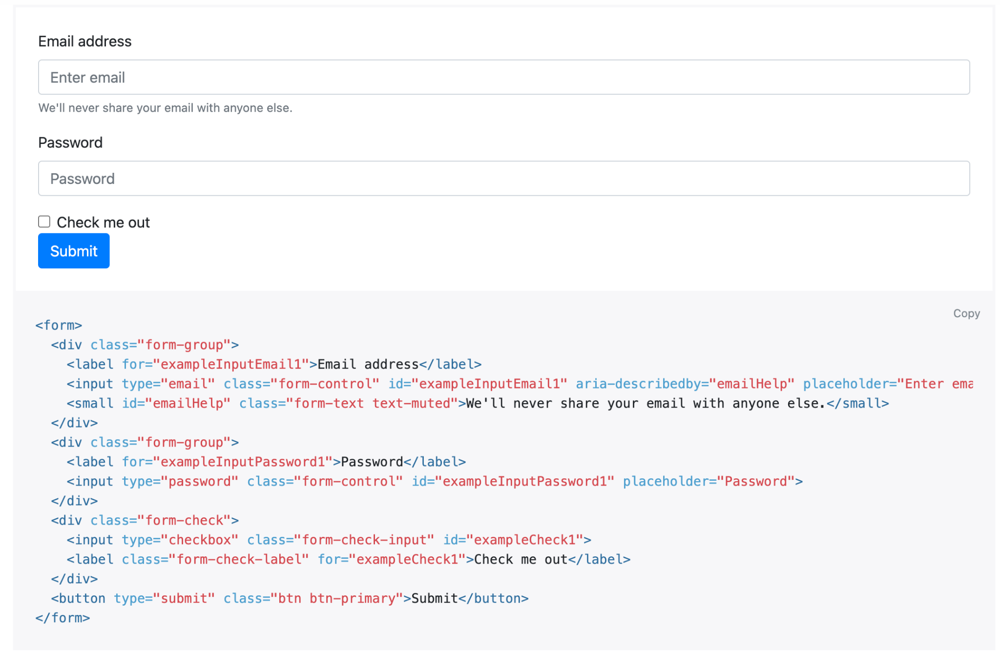 Email address
Enter email
We'll never share your email with anyone else.
Password
Password
Check me out
Submit
Copy
<form>
  <div class="form-group">
    <label for="exampleInputEmail1">Email address</label>
    <input type="email" class="form-control" id="exampleInputEmail1" aria-describedby="emailHelp" placeholder="Enter ema
    <small id="emailHelp" class="form-text text-muted">We'll never share your email with anyone else.</small>
  </div>
  <div class="form-group">
    <label for="exampleInputPassword1">Password</label>
    <input type="password" class="form-control" id="exampleInputPassword1" placeholder="Password">
  </div>
  <div class="form-check">
    <input type="checkbox" class="form-check-input" id="exampleCheck1">
    <label class="form-check-label" for="exampleCheck1">Check me out</label>
  </div>
  <button type="submit" class="btn btn-primary">Submit</button>
</form>